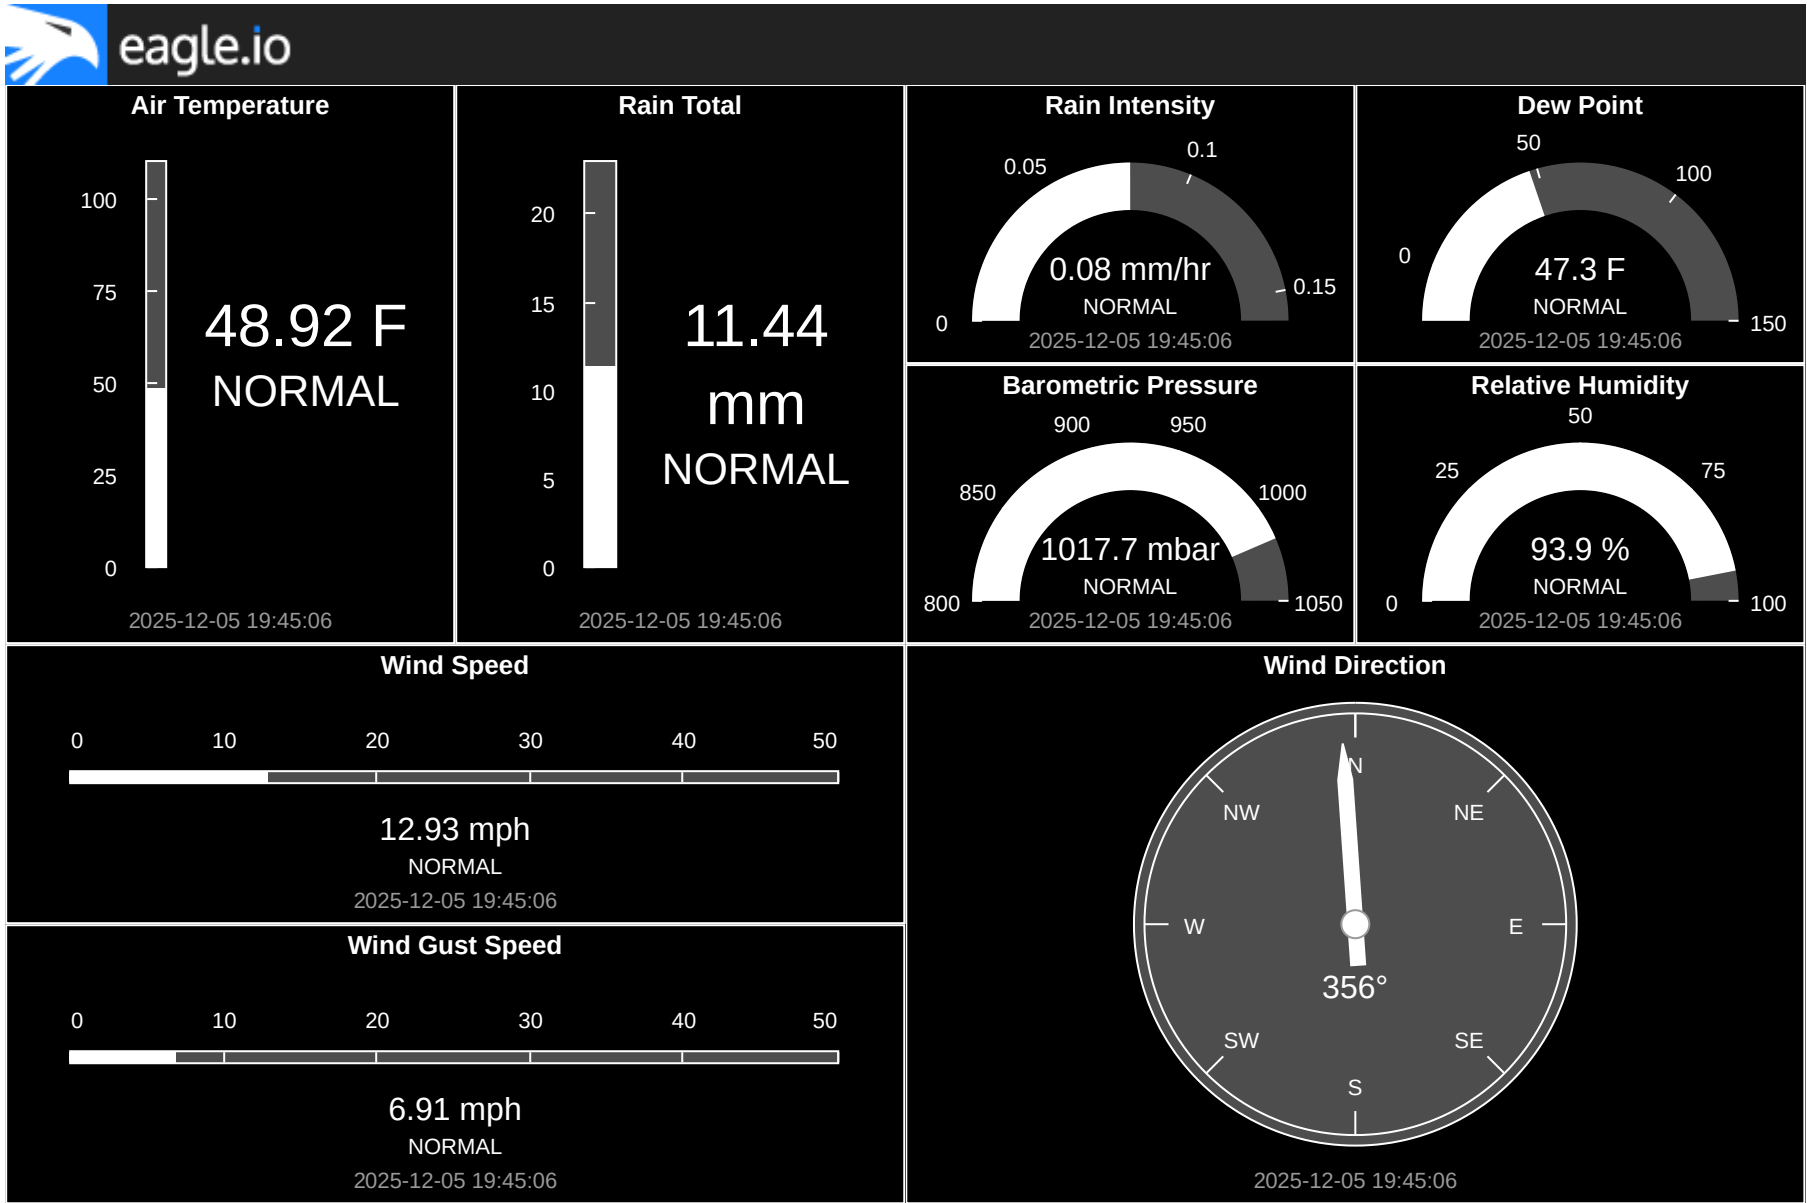 eagle.io
Air Temperature
100
75
50
25
0
48.92 F
NORMAL
2025-12-05 19:45:06
Rain Total
20
15
10
5
0
11.44
mm
NORMAL
2025-12-05 19:45:06
Rain Intensity
0
0.05
0.1
0.15
0.08 mm/hr
NORMAL
2025-12-05 19:45:06
Dew Point
0
50
100
150
47.3 F
NORMAL
2025-12-05 19:45:06
Barometric Pressure
800
850
900
950
1000
1050
1017.7 mbar
NORMAL
2025-12-05 19:45:06
Relative Humidity
0
25
50
75
100
93.9 %
NORMAL
2025-12-05 19:45:06
Wind Speed
0 10 20 30 40 50
12.93 mph
NORMAL
2025-12-05 19:45:06
Wind Gust Speed
0 10 20 30 40 50
6.91 mph
NORMAL
2025-12-05 19:45:06
Wind Direction
N
NW NE
W E
356°
SW SE
S
2025-12-05 19:45:06